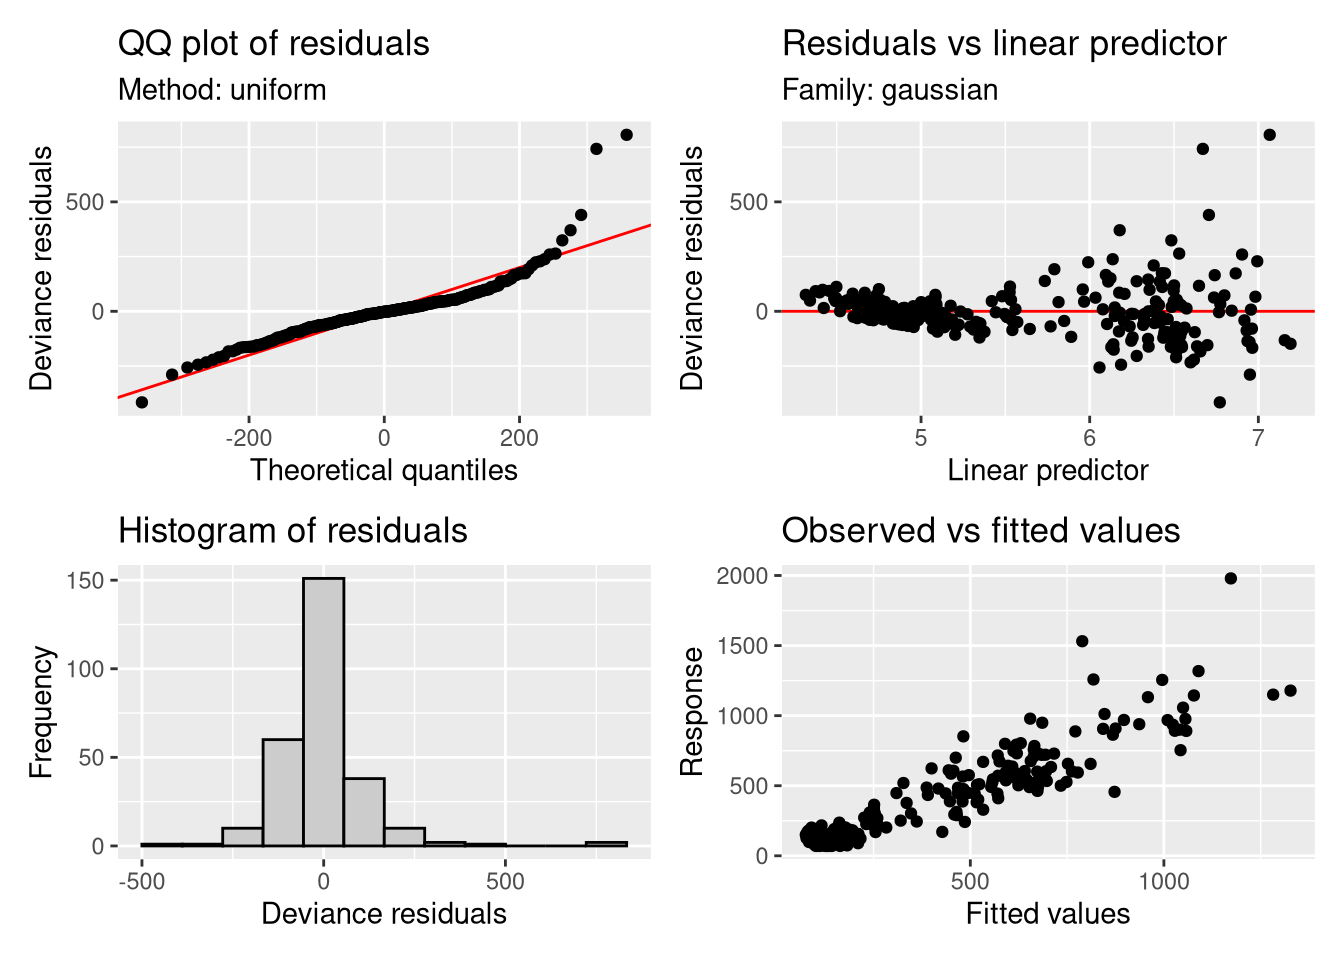 QQ plot of residuals
Method: uniform
Deviance residuals
500
0
-200
0
200
Theoretical quantiles
Residuals vs linear predictor
Family: gaussian
Deviance residuals
500
0
5
6
7
Linear predictor
Histogram of residuals
Frequency
150
100
50
0
-500
0
500
Deviance residuals
Observed vs fitted values
Response
2000
1500
1000
500
0
500
1000
Fitted values